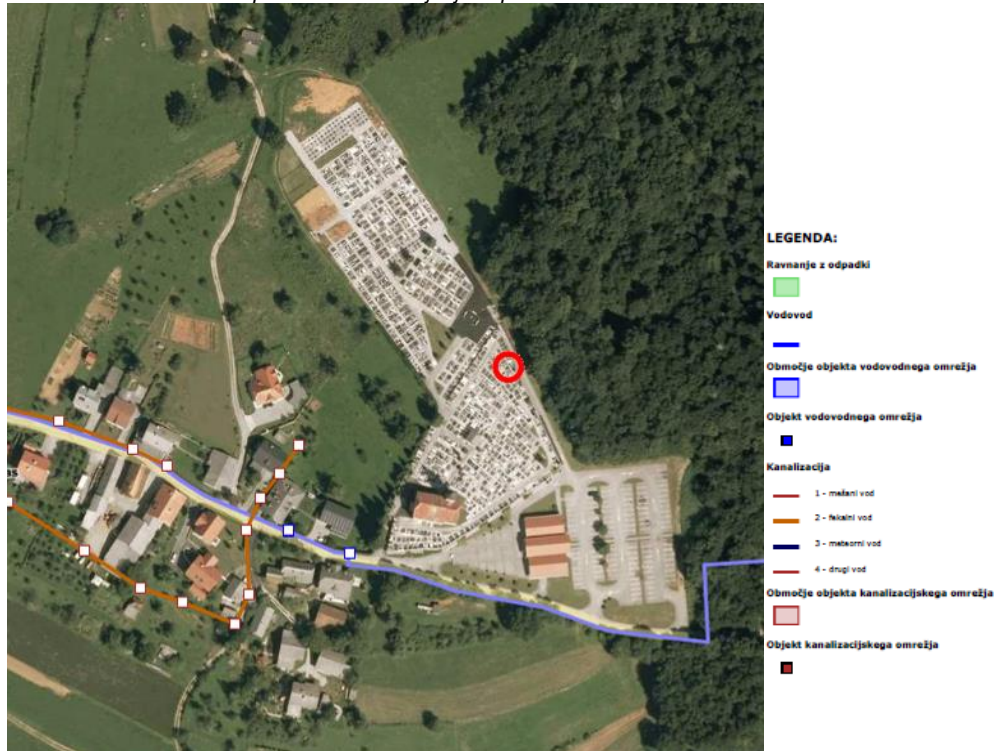 LEGENDA:
Ravnanje z odpadki
Vodovod
Območje objekta vodovodnega omrežja
Objekt vodovodnega omrežja
Kanalizacija
1 - mešani vod
2 - fekalni vod
3 - meteorni vod
4 - drugi vod
Območje objekta kanalizacijskega omrežja
Objekt kanalizacijskega omrežja